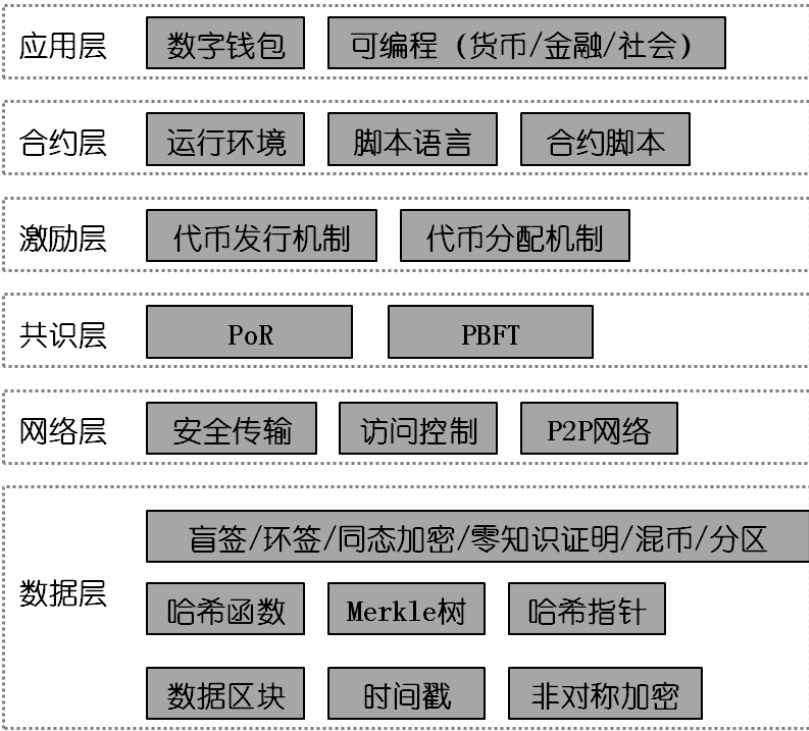 应用层 数字钱包 可编程（货币/金融/社会）
合约层 运行环境 脚本语言 合约脚本
激励层 代币发行机制 代币分配机制
共识层 PoR PBFT
网络层 安全传输 访问控制 P2P网络
盲签/环签/同态加密/零知识证明/混币/分区
数据层 哈希函数 Merkle树 哈希指针
数据区块 时间戳 非对称加密